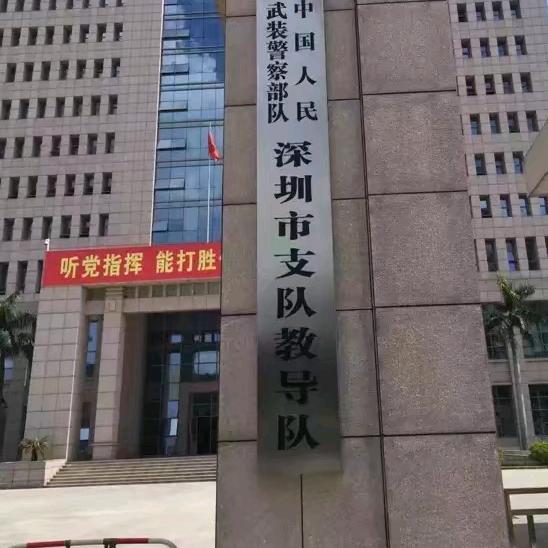 中国人民
武装警察部队
深圳市支队教导队
听党指挥 能打胜